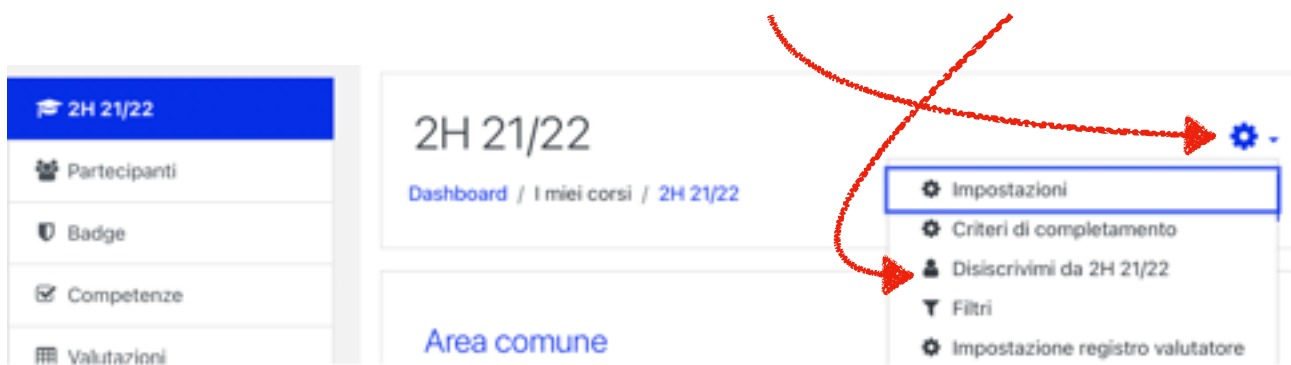 2H 21/22
Partecipanti
Badge
Competenze
Valutazioni
2H 21/22
Dashboard / I miei corsi / 2H 21/22
Area comune
Impostazioni
Criteri di completamento
Disiscrivimi da 2H 21/22
Filtri
Impostazione registro valutatore